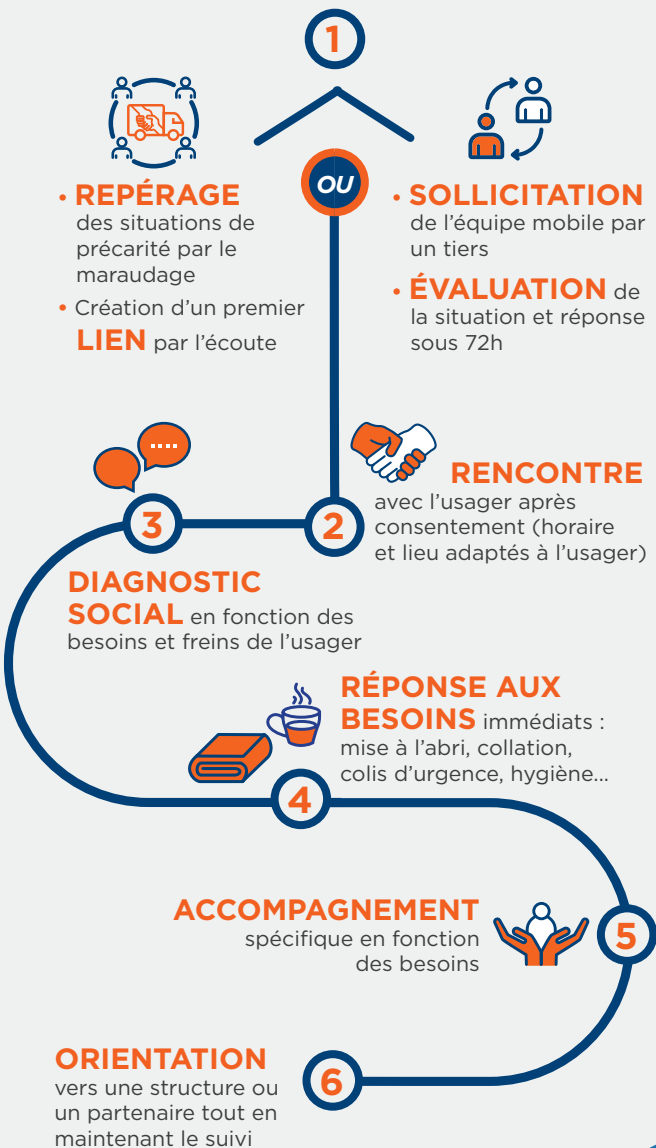 1
OU
• REPÉRAGE
des situations de
précarité par le
maraudage
• Création d'un premier
LIEN par l'écoute
• SOLLICITATION
de l'équipe mobile par
un tiers
• ÉVALUATION de
la situation et réponse
sous 72h
2
RENCONTRE
avec l'usager après
consentement (horaire
et lieu adaptés à l'usager)
3
DIAGNOSTIC
SOCIAL en fonction des
besoins et freins de l'usager
RÉPONSE AUX
BESOINS immédiats :
mise à l'abri, collation,
colis d'urgence, hygiène...
4
ACCOMPAGNEMENT
spécifique en fonction
des besoins
5
ORIENTATION
vers une structure ou
un partenaire tout en
maintenant le suivi
6